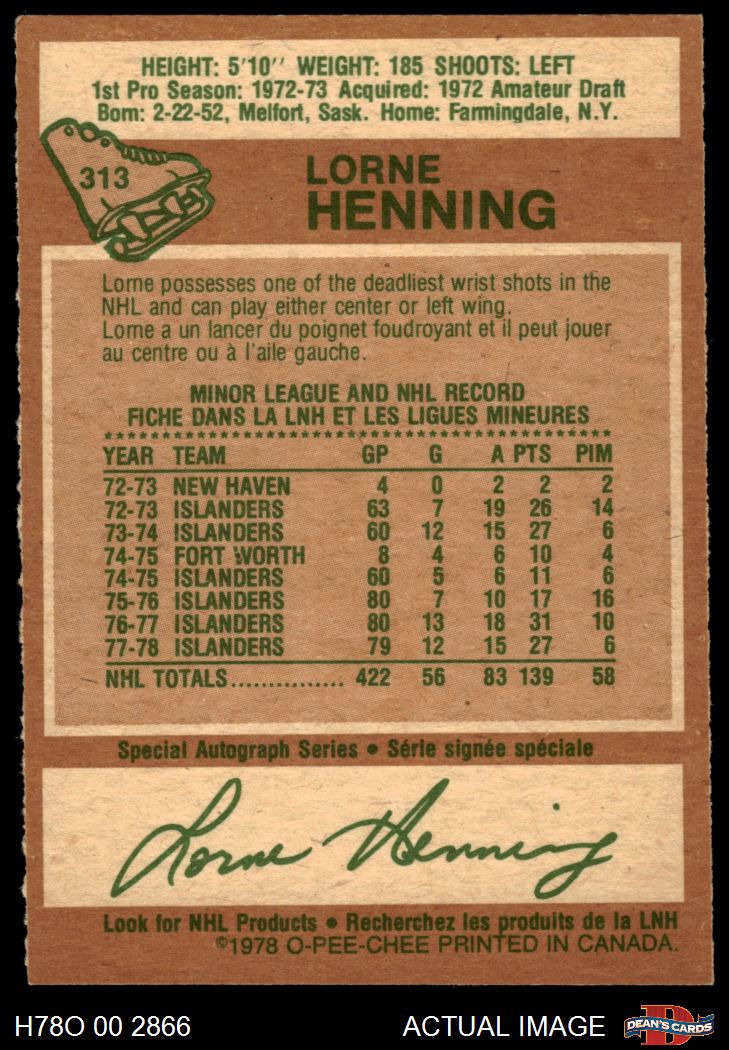 HEIGHT: 5'10'' WEIGHT: 185 SHOOTS: LEFT
1st Pro Season: 1972-73 Acquired: 1972 Amateur Draft
Born: 2-22-52, Melfort, Sask. Home: Farmingdale, N.Y.
313
LORNE
HENNING
Lorne possesses one of the deadliest wrist shots in the
NHL and can play either center or left wing.
Lorne a un lancer du poignet foudroyant et il peut jouer
au centre ou à l'aile gauche.
MINOR LEAGUE AND NHL RECORD
FICHE DANS LA LNH ET LES LIGUES MINEURES
YEAR TEAM GP G A PTS PIM
72-73 NEW HAVEN 4 0 2 2 2
72-73 ISLANDERS 63 7 19 26 14
73-74 ISLANDERS 60 12 15 27 6
74-75 FORT WORTH 8 4 6 10 4
74-75 ISLANDERS 60 5 6 11 6
75-76 ISLANDERS 80 7 10 17 16
76-77 ISLANDERS 80 13 18 31 10
77-78 ISLANDERS 79 12 15 27 6
NHL TOTALS............... 422 56 83 139 58
Special Autograph Series • Série signée spéciale
Lorne Henning
Look for NHL Products • Recherchez les produits de la LNH
©1978 O-PEE-CHEE PRINTED IN CANADA.
H78O 00 2866 ACTUAL IMAGE D DEAN'S CARDS